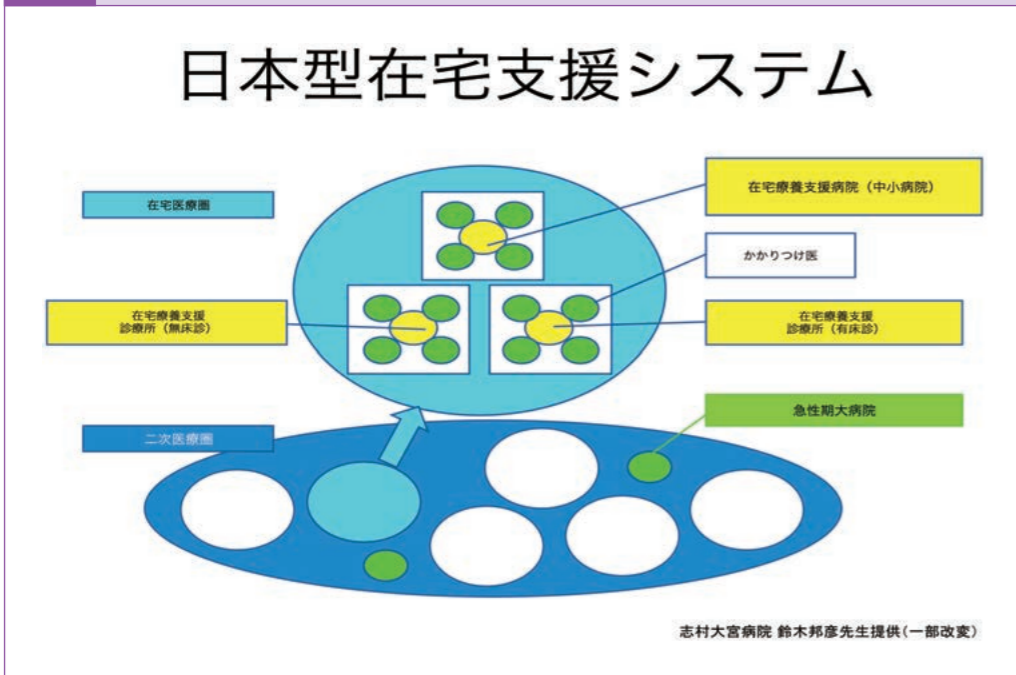 日本型在宅支援システム
在宅医療圏
在宅療養支援病院（中小病院）
かかりつけ医
在宅療養支援
診療所（無床診）
在宅療養支援
診療所（有床診）
急性期大病院
二次医療圏
志村大宮病院 鈴木邦彦先生提供（一部改変）